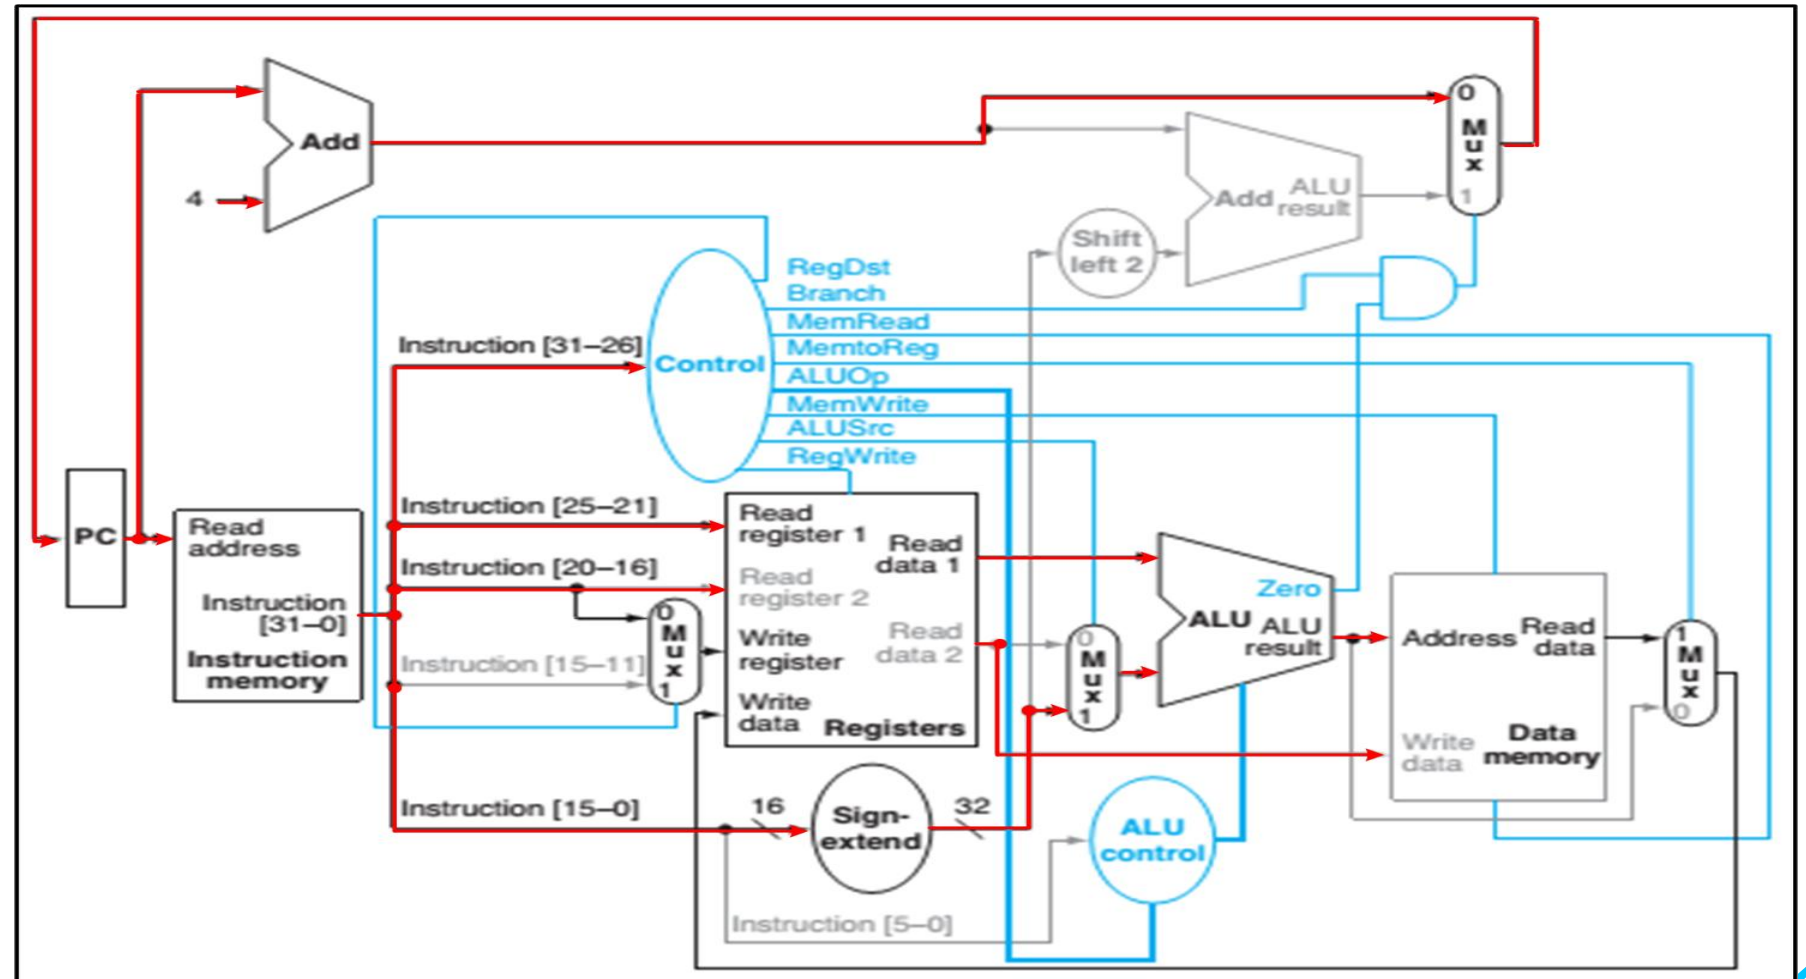 0
M
u
x
1
Add
4
Add
ALU
result
Shift
left 2
RegDst
Branch
MemRead
MemtoReg
ALUOp
MemWrite
ALUSrc
RegWrite
Control
Instruction [31–26]
Instruction [25–21]
Instruction [20–16]
Instruction [15–11]
Instruction [15–0]
Instruction [5–0]
PC
Read
address
Instruction
[31–0]
Instruction
memory
0
M
u
x
1
Read
register 1
Read
register 2
Write
register
Write
data
Read
data 1
Read
data 2
Registers
16
Sign-
extend
32
0
M
u
x
1
Zero
ALU
ALU
result
ALU
control
Address
Read
data
Write
data
Data
memory
1
M
u
x
0